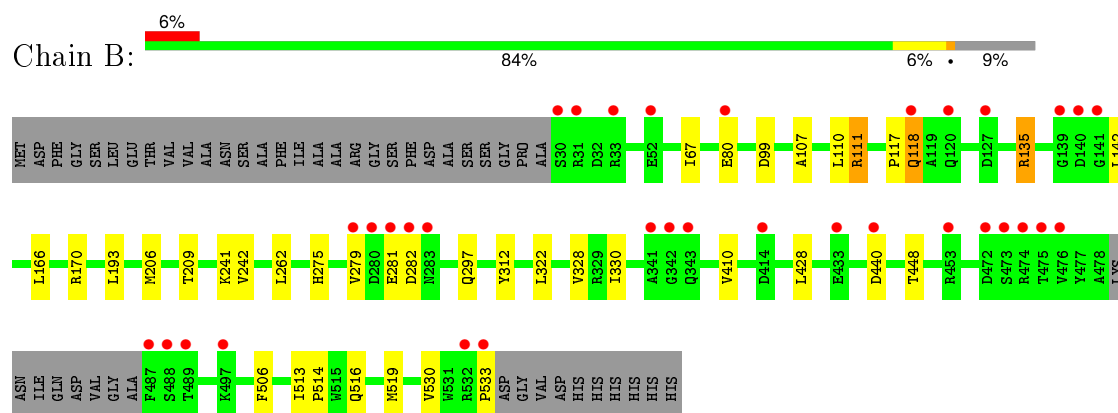 6%
Chain B:
84% 6% • 9%
MET ASP PHE GLY SER LEU GLU THR VAL VAL ALA ASN SER ALA PHE ILE ALA ALA ARG GLY SER PHE ASP ALA SER SER GLY PRO ALA S30 R31 D32 R33 E52 I67 E80 D99 A107 L110 R111 P117 Q118 A119 Q120 D127 R135 G139 D140 G141 L142
L166 R170 L193 M206 T209 K241 V242 L262 H275 V279 D280 E281 D282 N283 Q297 Y312 L322 V328 R329 I330 A341 G342 Q343 V410 D414 L428 E433 D440 T448 R453 D472 S473 R474 T475 V476 Y477 A478 LYS
ASN ILE GLN ASP VAL GLY ALA F487 S488 T489 K497 F506 I513 P514 W515 Q516 M519 V530 W531 R532 P533 ASP GLY VAL ASP HIS HIS HIS HIS HIS HIS